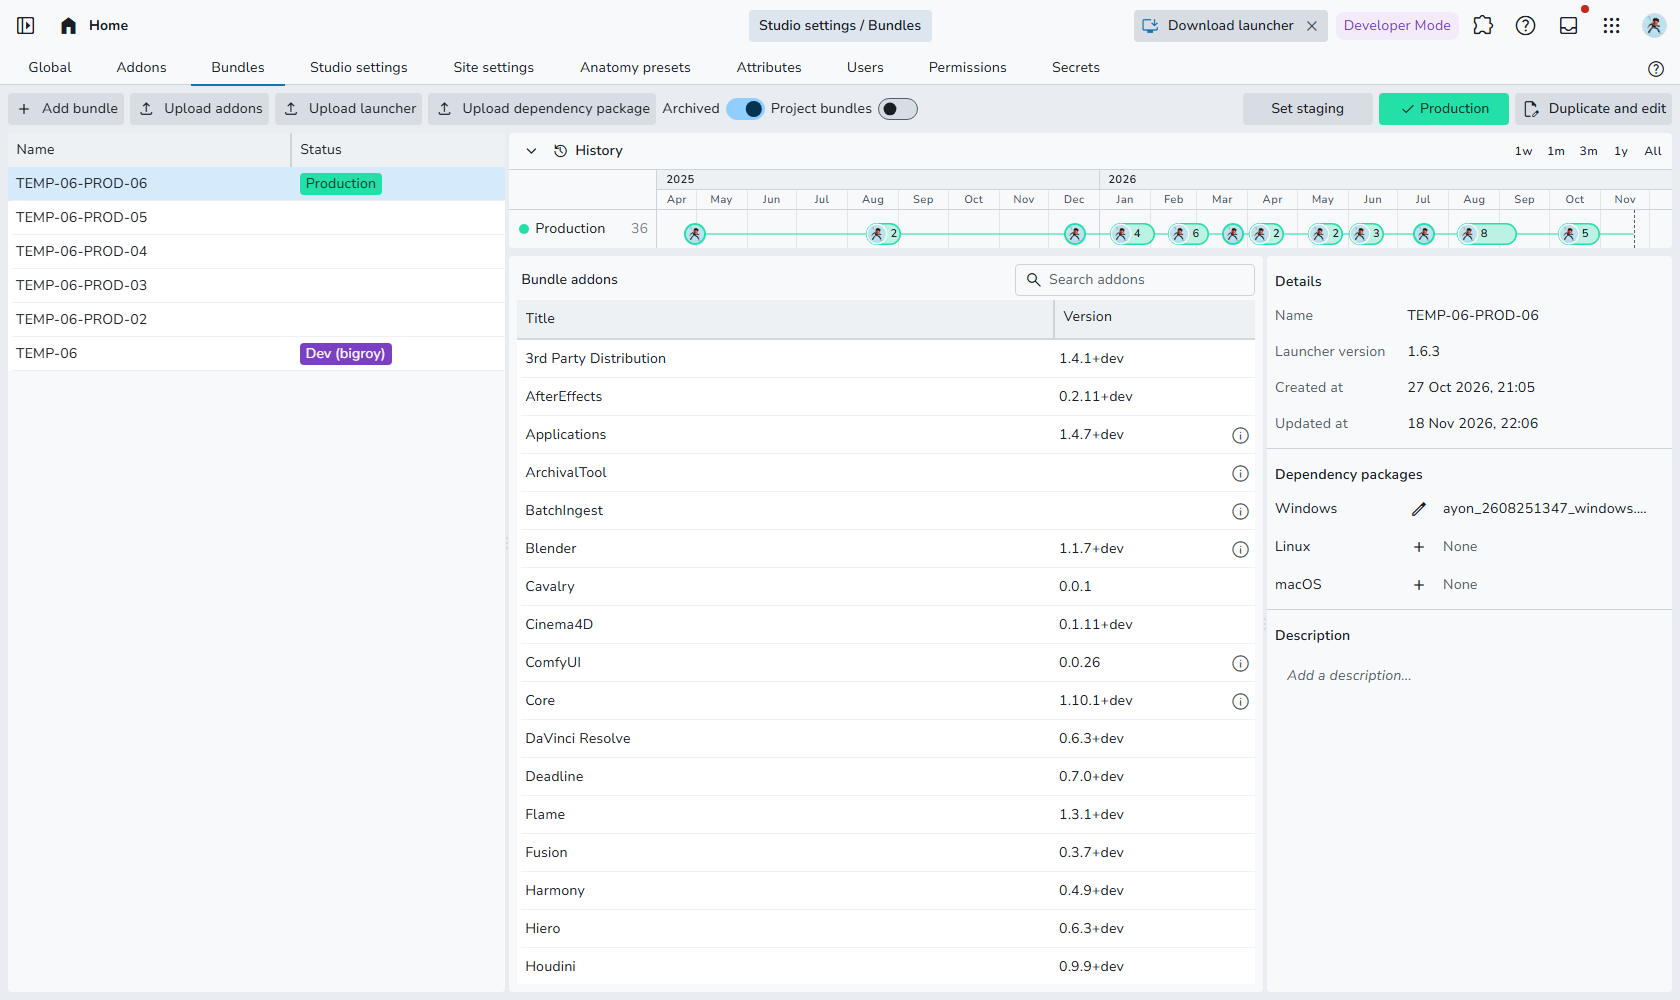 Home
Studio settings / Bundles
Download launcher
Developer Mode
Global
Addons
Bundles
Studio settings
Site settings
Anatomy presets
Attributes
Users
Permissions
Secrets
Add bundle
Upload addons
Upload launcher
Upload dependency package
Archived
Project bundles
Set staging
Production
Duplicate and edit
Name Status
TEMP-06-PROD-06 Production
TEMP-06-PROD-05
TEMP-06-PROD-04
TEMP-06-PROD-03
TEMP-06-PROD-02
TEMP-06 Dev (bigroy)
History
1w 1m 3m 1y All
2025 2026
Apr May Jun Jul Aug Sep Oct Nov Dec Jan Feb Mar Apr May Jun Jul Aug Sep Oct Nov
Production 36 2 4 6 2 2 3 8 5
Bundle addons
Search addons
Title Version
3rd Party Distribution 1.4.1+dev
AfterEffects 0.2.11+dev
Applications 1.4.7+dev
ArchivalTool
BatchIngest
Blender 1.1.7+dev
Cavalry 0.0.1
Cinema4D 0.1.11+dev
ComfyUI 0.0.26
Core 1.10.1+dev
DaVinci Resolve 0.6.3+dev
Deadline 0.7.0+dev
Flame 1.3.1+dev
Fusion 0.3.7+dev
Harmony 0.4.9+dev
Hiero 0.6.3+dev
Houdini 0.9.9+dev
Details
Name TEMP-06-PROD-06
Launcher version 1.6.3
Created at 27 Oct 2026, 21:05
Updated at 18 Nov 2026, 22:06
Dependency packages
Windows ayon_2608251347_windows....
Linux + None
macOS + None
Description
Add a description...